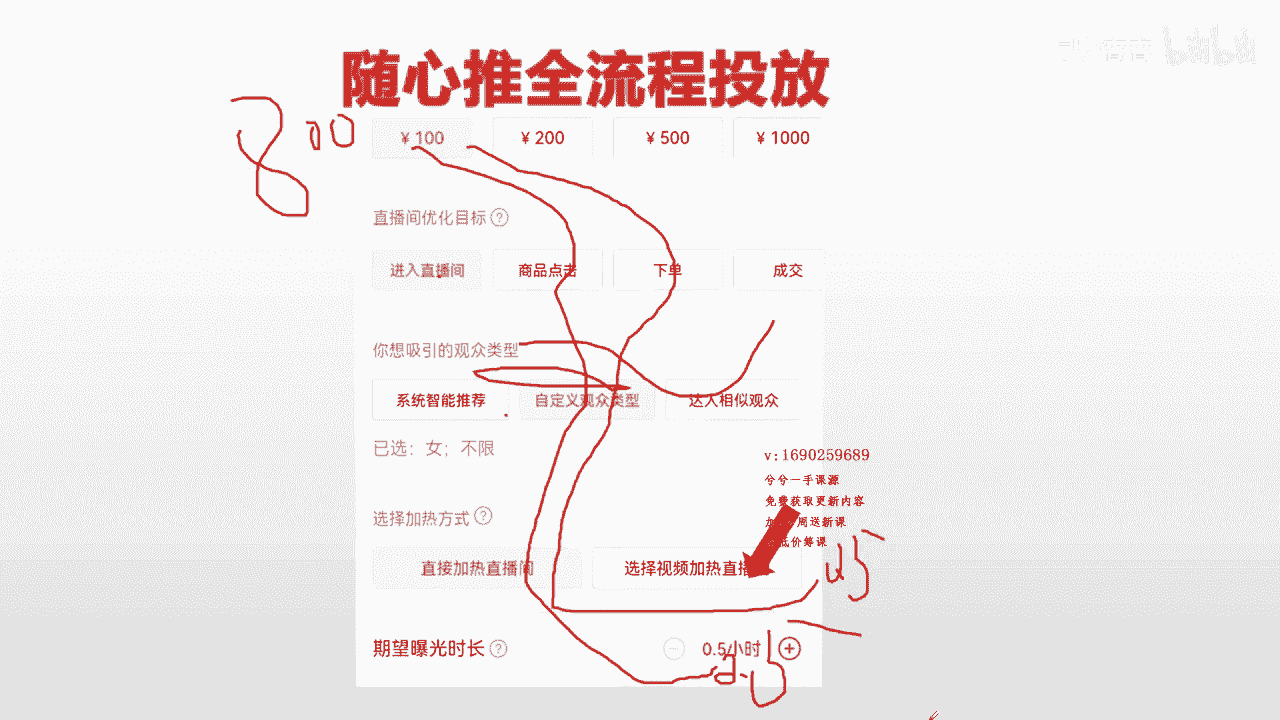 bilibili
随心推全流程投放
800
¥ 100 ¥ 200 ¥ 500 ¥ 1000
直播间优化目标 ?
进入直播间 商品点击 下单 成交
你想吸引的观众类型
系统智能推荐 自定义观众类型 达人相似观众
已选：女；不限
v:1690259689
兮兮一手课源
免费获取更新内容
周送新课
低价筹课
选择加热方式 ?
直接加热直播间 选择视频加热直播
期望曝光时长 ? 0.5小时